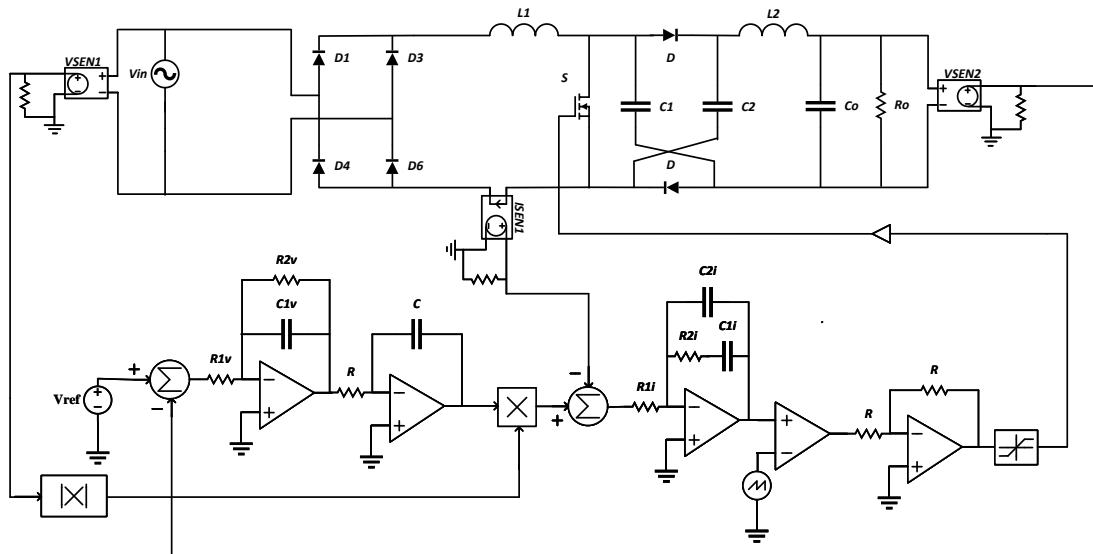 L1
L2
VSEN1
Vin
D1
D3
S
D
C1
C2
Co
Ro
VSEN2
D4
D6
D
ISEN1
R2v
C1v
C
C2i
C1i
R2i
R1v
R
R1i
R
R
Vref
+
−
Σ
−
+
×
+
−
Σ
−
+
−
+
+
−
−
+
|×|